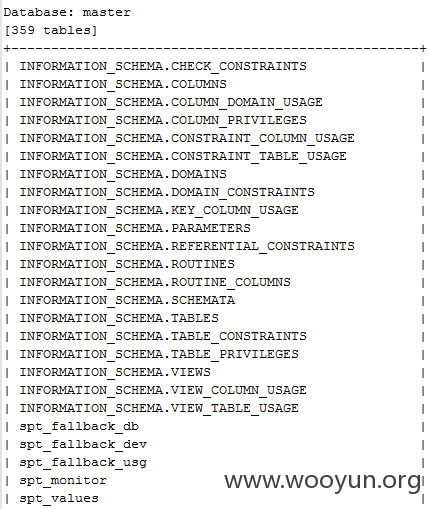 Database: master
[359 tables]
+---------------------------------------------------+
| INFORMATION_SCHEMA.CHECK_CONSTRAINTS |
| INFORMATION_SCHEMA.COLUMNS |
| INFORMATION_SCHEMA.COLUMN_DOMAIN_USAGE |
| INFORMATION_SCHEMA.COLUMN_PRIVILEGES |
| INFORMATION_SCHEMA.CONSTRAINT_COLUMN_USAGE |
| INFORMATION_SCHEMA.CONSTRAINT_TABLE_USAGE |
| INFORMATION_SCHEMA.DOMAINS |
| INFORMATION_SCHEMA.DOMAIN_CONSTRAINTS |
| INFORMATION_SCHEMA.KEY_COLUMN_USAGE |
| INFORMATION_SCHEMA.PARAMETERS |
| INFORMATION_SCHEMA.REFERENTIAL_CONSTRAINTS |
| INFORMATION_SCHEMA.ROUTINES |
| INFORMATION_SCHEMA.ROUTINE_COLUMNS |
| INFORMATION_SCHEMA.SCHEMATA |
| INFORMATION_SCHEMA.TABLES |
| INFORMATION_SCHEMA.TABLE_CONSTRAINTS |
| INFORMATION_SCHEMA.TABLE_PRIVILEGES |
| INFORMATION_SCHEMA.VIEWS |
| INFORMATION_SCHEMA.VIEW_COLUMN_USAGE |
| INFORMATION_SCHEMA.VIEW_TABLE_USAGE |
| spt_fallback_db |
| spt_fallback_dev |
| spt_fallback_usg |
| spt_monitor |
| spt_values |
www.wooyun.org